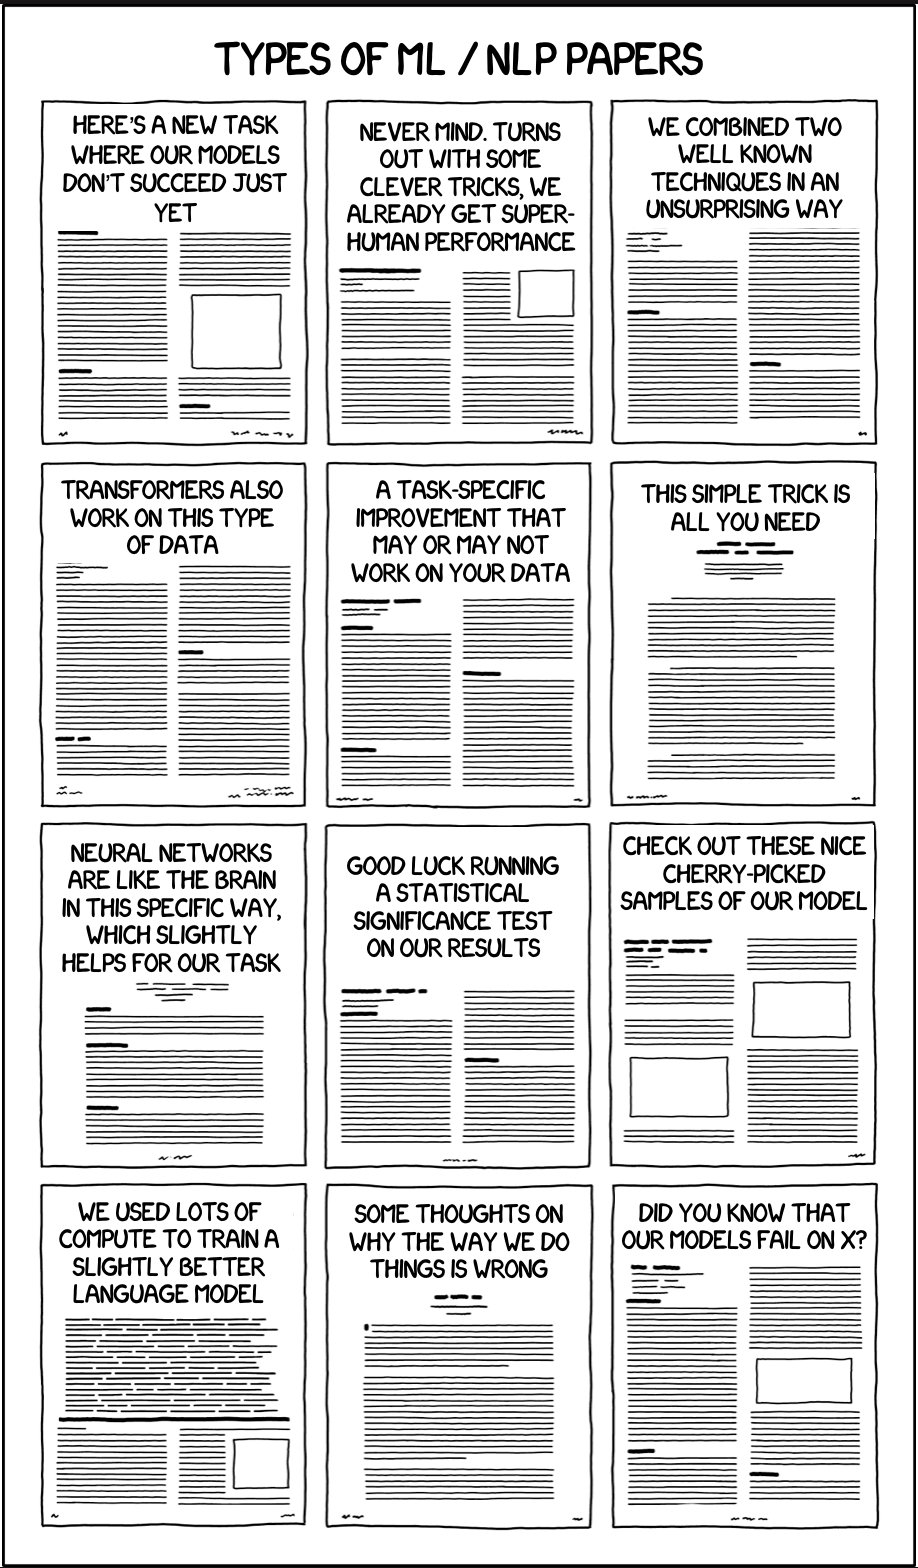 TYPES OF ML / NLP PAPERS
HERE'S A NEW TASK
WHERE OUR MODELS
DON'T SUCCEED JUST
YET
NEVER MIND. TURNS
OUT WITH SOME
CLEVER TRICKS, WE
ALREADY GET SUPER-
HUMAN PERFORMANCE
WE COMBINED TWO
WELL KNOWN
TECHNIQUES IN AN
UNSURPRISING WAY
TRANSFORMERS ALSO
WORK ON THIS TYPE
OF DATA
A TASK-SPECIFIC
IMPROVEMENT THAT
MAY OR MAY NOT
WORK ON YOUR DATA
THIS SIMPLE TRICK IS
ALL YOU NEED
NEURAL NETWORKS
ARE LIKE THE BRAIN
IN THIS SPECIFIC WAY,
WHICH SLIGHTLY
HELPS FOR OUR TASK
GOOD LUCK RUNNING
A STATISTICAL
SIGNIFICANCE TEST
ON OUR RESULTS
CHECK OUT THESE NICE
CHERRY-PICKED
SAMPLES OF OUR MODEL
WE USED LOTS OF
COMPUTE TO TRAIN A
SLIGHTLY BETTER
LANGUAGE MODEL
SOME THOUGHTS ON
WHY THE WAY WE DO
THINGS IS WRONG
DID YOU KNOW THAT
OUR MODELS FAIL ON X?